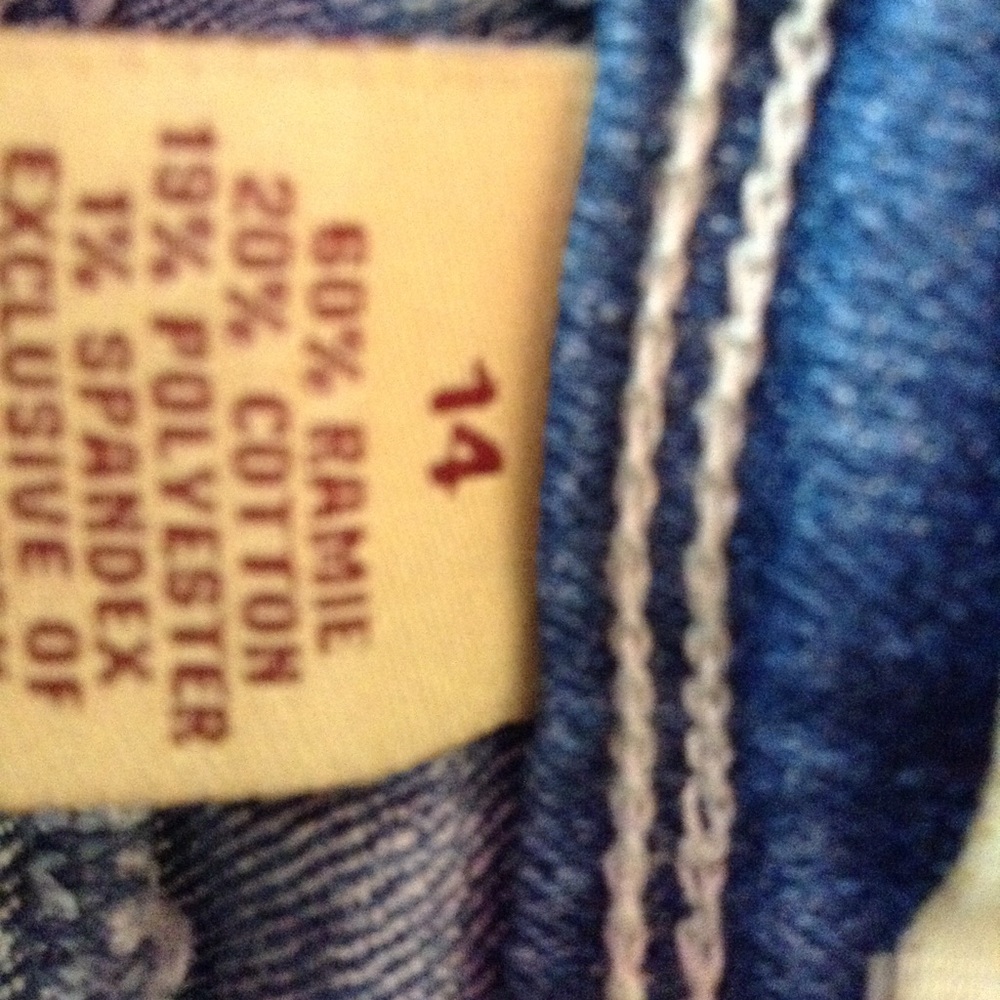 14
60% RAMIE
20% COTTON
19% POLYESTER
1% SPANDEX
EXCLUSIVE OF